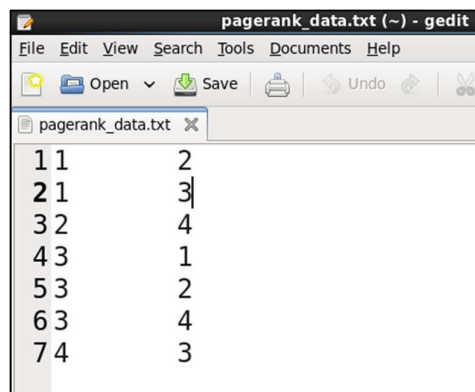 pagerank_data.txt (~) - gedit
File Edit View Search Tools Documents Help
Open Save Undo
pagerank_data.txt
1 1 2
2 1 3
3 2 4
4 3 1
5 3 2
6 3 4
7 4 3